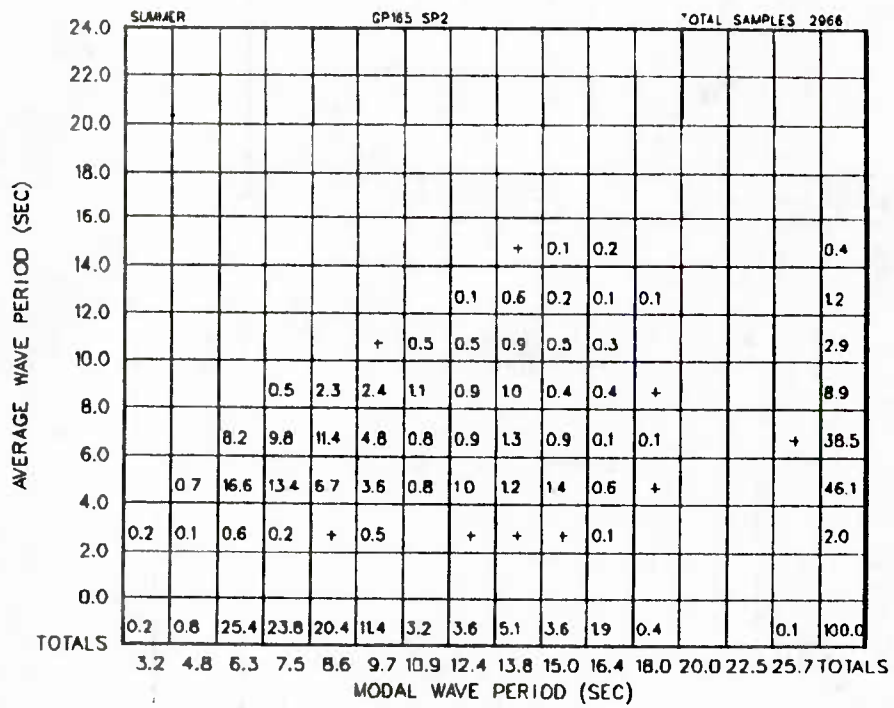 SUMMER GP165 SP2 TOTAL SAMPLES 2966
24.0
22.0
20.0
18.0
16.0
+ 0.1 0.2 0.4
14.0
0.1 0.6 0.2 0.1 0.1 1.2
12.0
+ 0.5 0.5 0.9 0.5 0.3 2.9
10.0
0.5 2.3 2.4 1.1 0.9 1.0 0.4 0.4 + 8.9
8.0
8.2 9.8 11.4 4.8 0.8 0.9 1.3 0.9 0.1 0.1 + 38.5
6.0
0.7 16.6 13.4 6.7 3.6 0.8 1.0 1.2 1.4 0.6 + 46.1
4.0
0.2 0.1 0.6 0.2 + 0.5 + + + 0.1 2.0
2.0
0.0
TOTALS 0.2 0.8 25.4 23.8 20.4 11.4 3.2 3.6 5.1 3.6 1.9 0.4 0.1 100.0
3.2 4.8 6.3 7.5 8.6 9.7 10.9 12.4 13.8 15.0 16.4 18.0 20.0 22.5 25.7 TOTALS
MODAL WAVE PERIOD (SEC)
AVERAGE WAVE PERIOD (SEC)